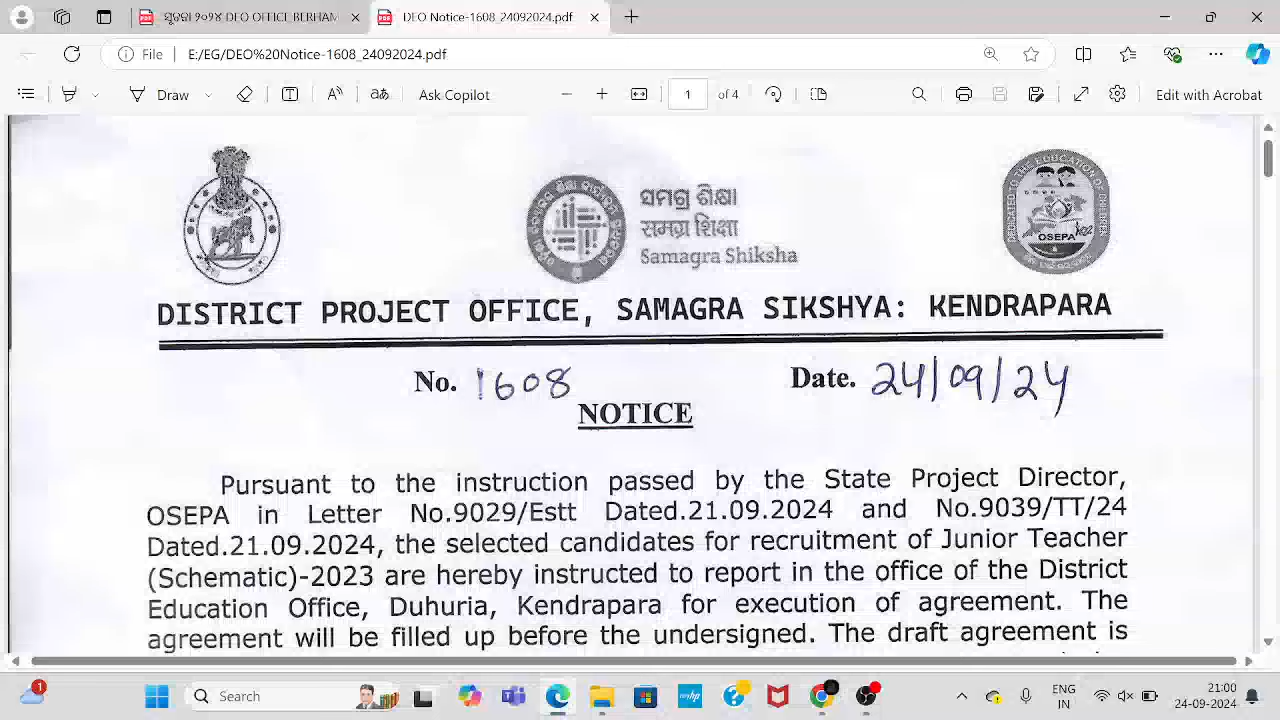 DEO OFFICE BERHAM
DEO Notice-1608_24092024.pdf
File E:/EG/DEO%20Notice-1608_24092024.pdf
Draw Ask Copilot 1 of 4 Edit with Acrobat
ସମଗ୍ର ଶିକ୍ଷା
समग्र शिक्षा
Samagra Shiksha
OSEPA
DISTRICT PROJECT OFFICE, SAMAGRA SIKSHYA: KENDRAPARA
No. 1608 Date. 24/09/24
NOTICE
Pursuant to the instruction passed by the State Project Director,
OSEPA in Letter No.9029/Estt Dated.21.09.2024 and No.9039/TT/24
Dated.21.09.2024, the selected candidates for recruitment of Junior Teacher
(Schematic)-2023 are hereby instructed to report in the office of the District
Education Office, Duhuria, Kendrapara for execution of agreement. The
agreement will be filled up before the undersigned. The draft agreement is
1 Search ENG 21:00
IN 24-09-2024